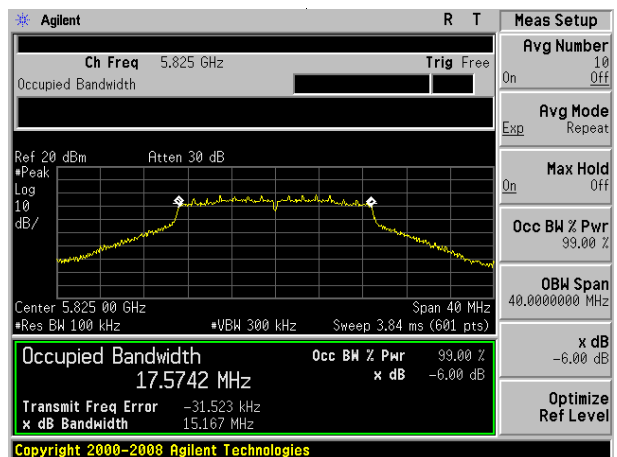 Agilent R T
Ch Freq 5.825 GHz Trig Free
Occupied Bandwidth
Ref 20 dBm Atten 30 dB
#Peak
Log
10
dB/
Center 5.825 00 GHz Span 40 MHz
#Res BW 100 kHz #VBW 300 kHz Sweep 3.84 ms (601 pts)
Occupied Bandwidth Occ BW % Pwr 99.00 %
17.5742 MHz x dB -6.00 dB
Transmit Freq Error -31.523 kHz
x dB Bandwidth 15.167 MHz
Copyright 2000-2008 Agilent Technologies
Meas Setup
Avg Number
10
On Off
Avg Mode
Exp Repeat
Max Hold
On Off
Occ BW % Pwr
99.00 %
OBW Span
40.0000000 MHz
x dB
-6.00 dB
Optimize
Ref Level